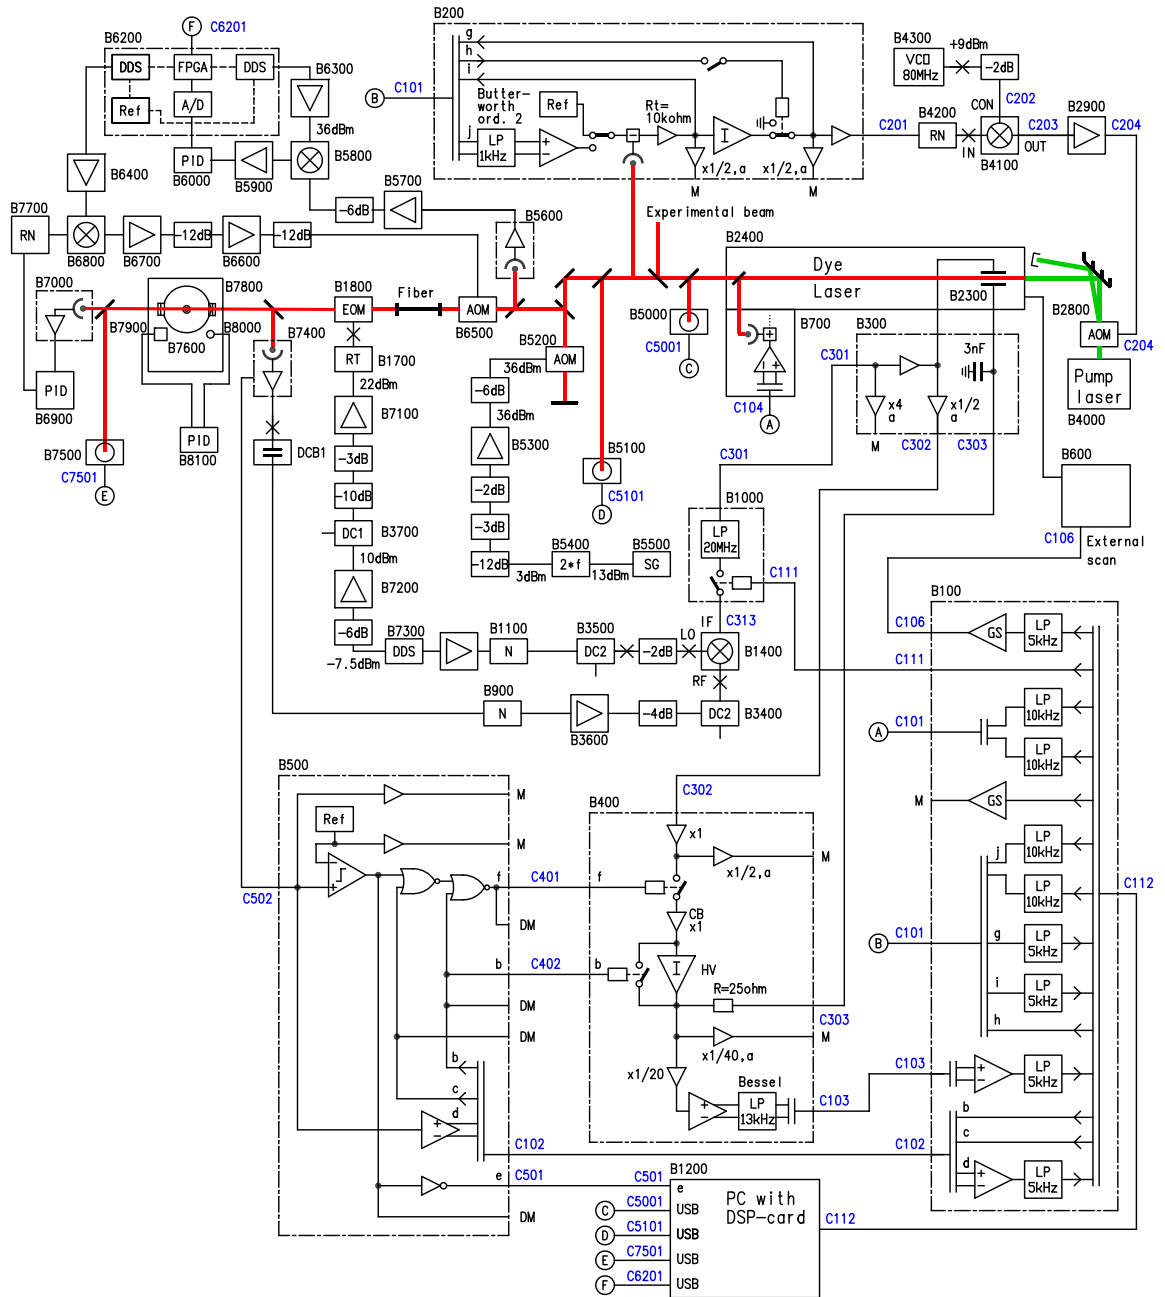 F C6201
B6200
DDS FPGA DDS
Ref A/D
B6300
36dBm
B5800
PID
B6000
B5900
B6400
B200
g
h
i
Butter-
worth
ord. 2
j
LP
1kHz
Ref
Rt=
10kohm
I
x1/2,a
x1/2,a
M
M
C101
B
C201
B4300
VCO
80MHz
+9dBm
-2dB
CON
C202
B4200
RN
IN
B4100
OUT
C203
B2900
C204
B7700
RN
B6800
B6700
-12dB
B6600
-12dB
-6dB
B5700
B5600
Experimental beam
B2400
Dye
Laser
B2300
B2800
AOM
C204
Pump
laser
B4000
B7000
B7800
B7900
B7600
B8000
B7400
PID
B6900
PID
B8100
B7500
C7501
E
B1800
EOM
Fiber
AOM
B6500
B5200
AOM
36dBm
B5000
C5001
C
B700
C104
A
B300
C301
3nF
x4
a
x1/2
a
M
C302
C303
RT
B1700
22dBm
B7100
-3dB
-10dB
DC1
B3700
10dBm
B7200
-6dB
-7.5dBm
DCB1
-6dB
36dBm
B5300
-2dB
-3dB
-12dB
3dBm
B5400
2*f
13dBm
B5500
SG
B5100
C5101
D
C301
B1000
LP
20MHz
C111
IF
C313
B600
C106
External
scan
B7300
DDS
B1100
N
B3500
DC2
-2dB
LO
B1400
RF
B900
N
B3600
-4dB
DC2
B3400
B100
C106
GS
LP
5kHz
C111
C101
A
LP
10kHz
LP
10kHz
M
GS
j
LP
10kHz
LP
10kHz
C112
C101
B
g
LP
5kHz
i
LP
5kHz
h
C103
+
-
LP
5kHz
b
C102
c
d
+
-
LP
5kHz
B500
M
Ref
M
-
+
C502
f
C401
DM
b
C402
DM
DM
b
c
d
+
-
C102
e
C501
DM
B400
C302
x1
M
x1/2,a
f
CB
x1
b
HV
I
R=25ohm
C303
M
x1/40,a
x1/20
Bessel
LP
13kHz
C103
B1200
C501
e
PC with
DSP-card
C112
C C5001 USB
D C5101 USB
E C7501 USB
F C6201 USB